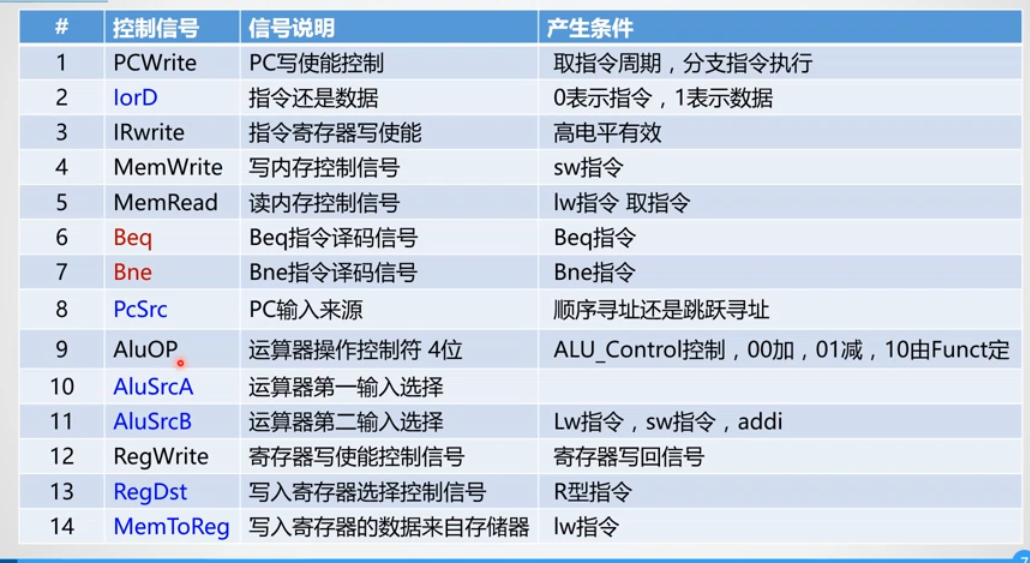 # 控制信号 信号说明 产生条件
1 PCWrite PC写使能控制 取指令周期，分支指令执行
2 IorD 指令还是数据 0表示指令，1表示数据
3 IRwrite 指令寄存器写使能 高电平有效
4 MemWrite 写内存控制信号 sw指令
5 MemRead 读内存控制信号 lw指令 取指令
6 Beq Beq指令译码信号 Beq指令
7 Bne Bne指令译码信号 Bne指令
8 PcSrc PC输入来源 顺序寻址还是跳跃寻址
9 AluOP 运算器操作控制符 4位 ALU_Control控制，00加，01减，10由Funct定
10 AluSrcA 运算器第一输入选择
11 AluSrcB 运算器第二输入选择 Lw指令，sw指令，addi
12 RegWrite 寄存器写使能控制信号 寄存器写回信号
13 RegDst 写入寄存器选择控制信号 R型指令
14 MemToReg 写入寄存器的数据来自存储器 lw指令